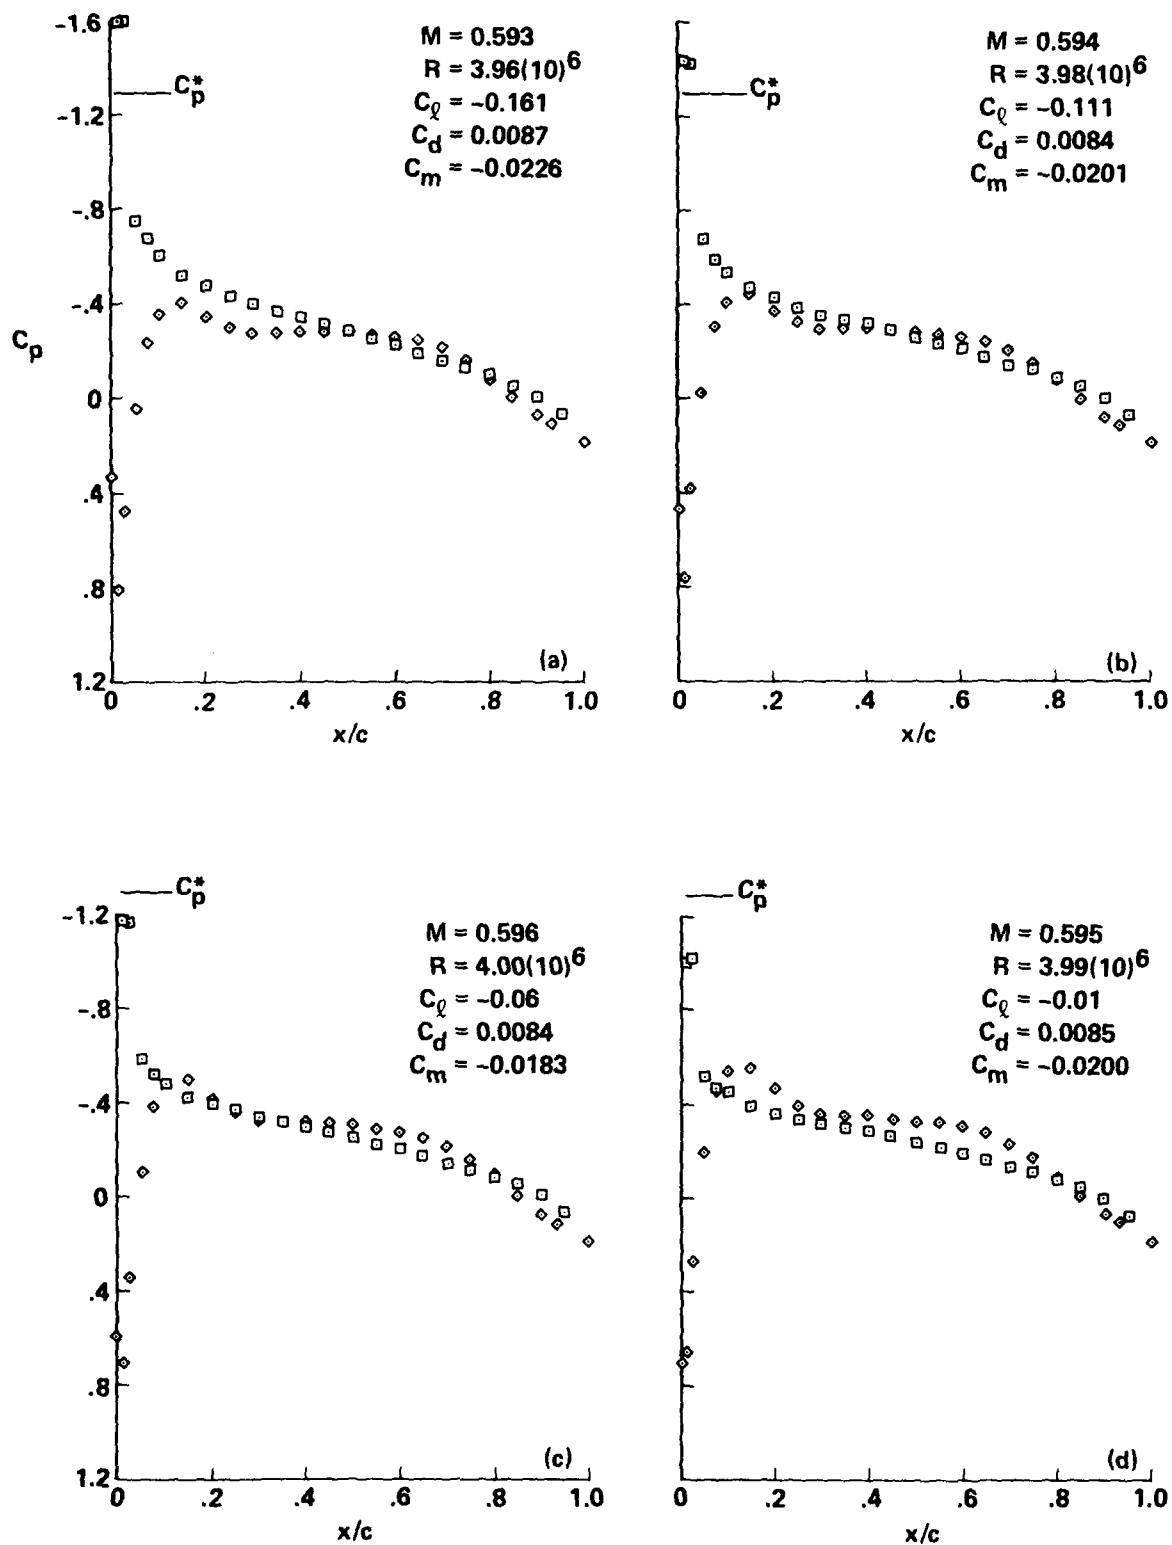 -1.6
-1.2
-.8
-.4
0
.4
.8
1.2
Cp
Cp*
M = 0.593
R = 3.96(10)^6
Cℓ = -0.161
Cd = 0.0087
Cm = -0.0226
(a)
0 .2 .4 .6 .8 1.0
x/c
Cp*
M = 0.594
R = 3.98(10)^6
Cℓ = -0.111
Cd = 0.0084
Cm = -0.0201
(b)
0 .2 .4 .6 .8 1.0
x/c
Cp*
-1.2
-.8
-.4
0
.4
.8
1.2
M = 0.596
R = 4.00(10)^6
Cℓ = -0.06
Cd = 0.0084
Cm = -0.0183
(c)
0 .2 .4 .6 .8 1.0
x/c
Cp*
M = 0.595
R = 3.99(10)^6
Cℓ = -0.01
Cd = 0.0085
Cm = -0.0200
(d)
0 .2 .4 .6 .8 1.0
x/c